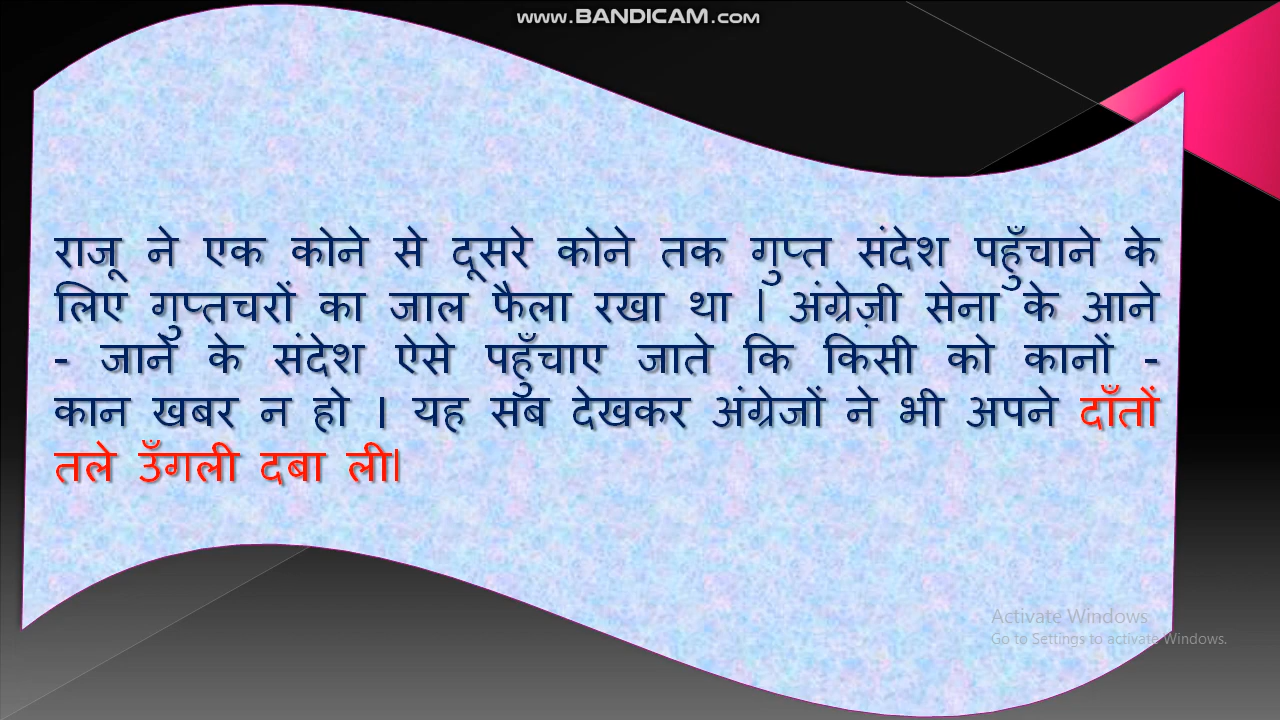 www.BANDICAM.com
राजू ने एक कोने से दूसरे कोने तक गुप्त संदेश पहुँचाने के
लिए गुप्तचरों का जाल फैला रखा था | अंग्रेज़ी सेना के आने
- जाने के संदेश ऐसे पहुँचाए जाते कि किसी को कानों -
कान खबर न हो । यह सब देखकर अंग्रेजों ने भी अपने दाँतों
तले उँगली दबा ली|
Activate Windows
Go to Settings to activate Windows.